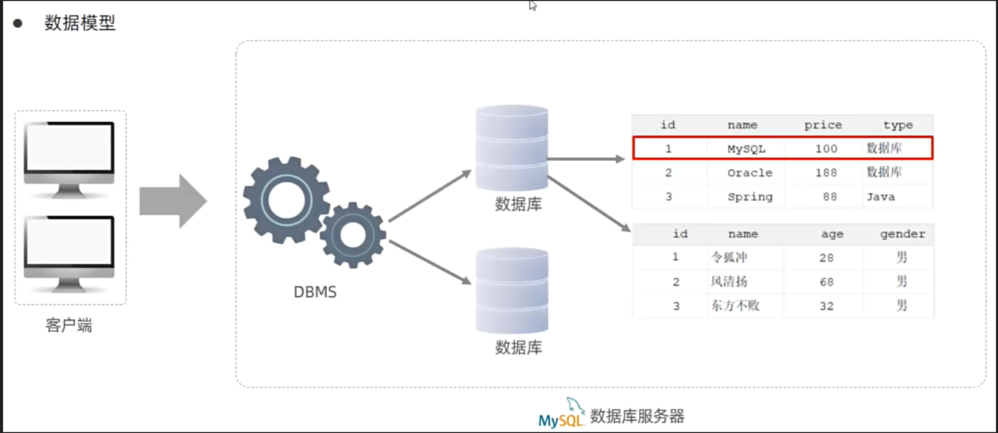 数据模型
客户端
DBMS
数据库
数据库
id name price type
1 MySQL 100 数据库
2 Oracle 188 数据库
3 Spring 88 Java
id name age gender
1 令狐冲 28 男
2 风清扬 68 男
3 东方不败 32 男
MySQL 数据库服务器